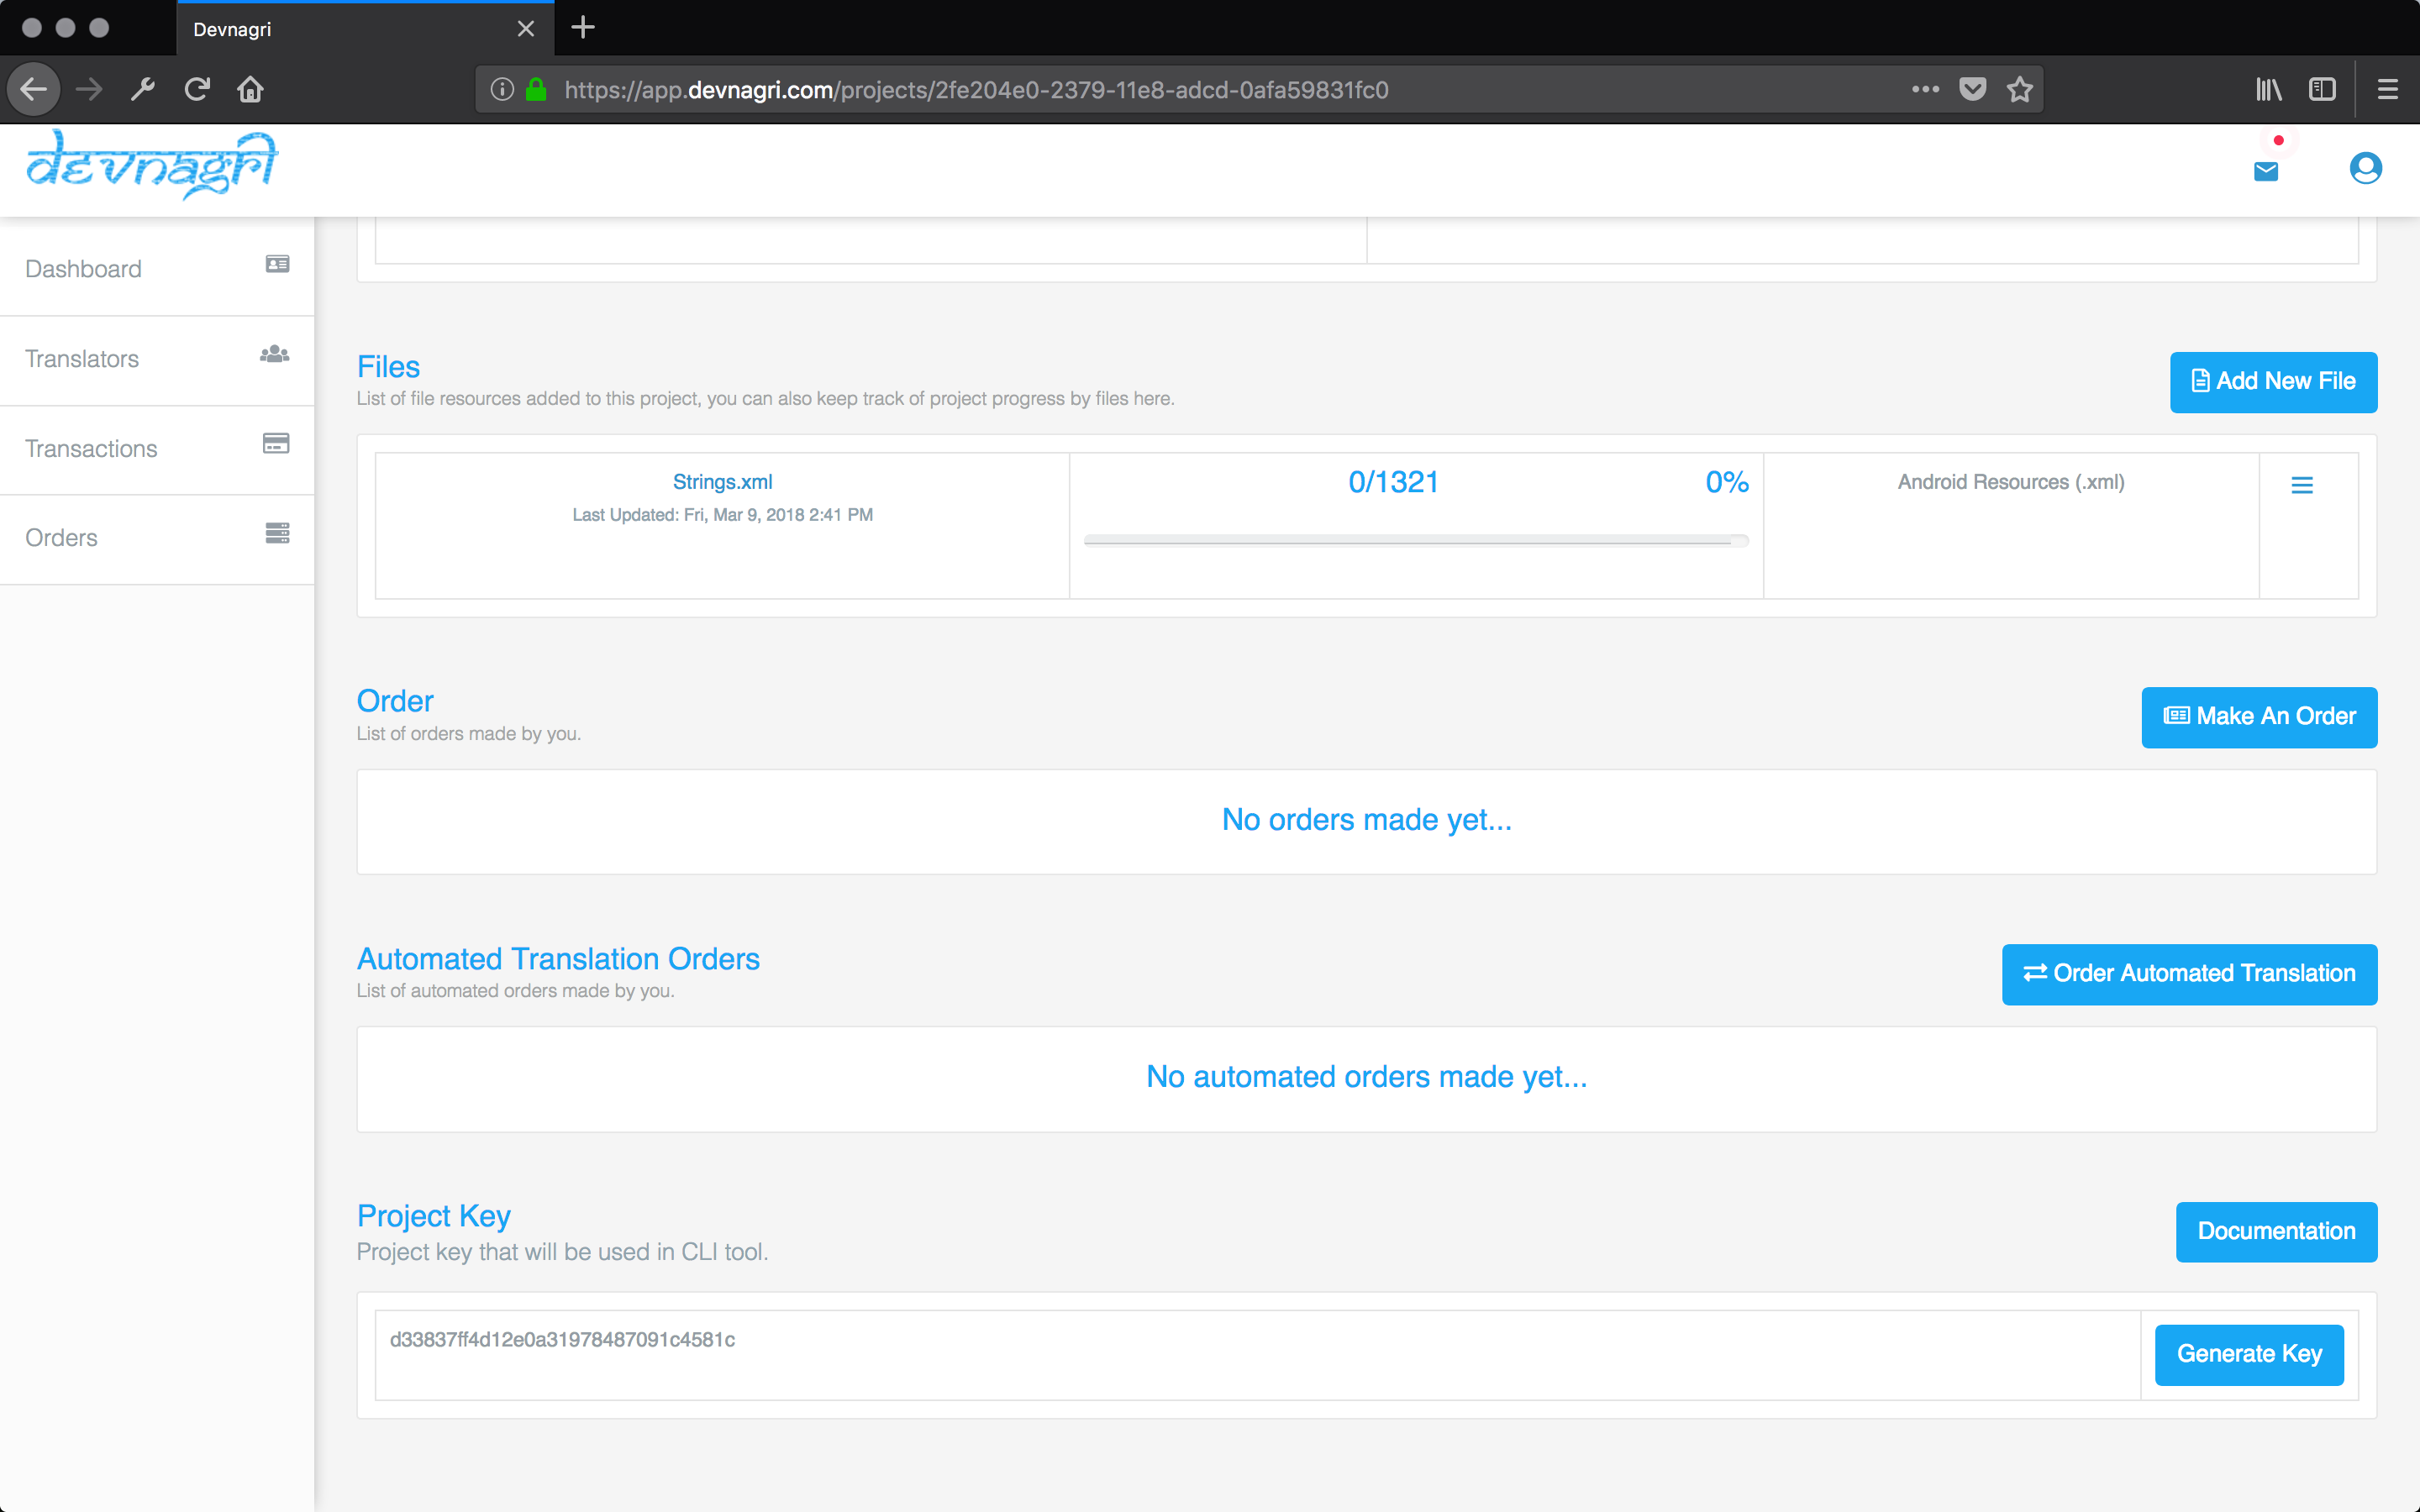 Devnagri
https://app.devnagri.com/projects/2fe204e0-2379-11e8-adcd-0afa59831fc0
devnagri
Dashboard
Translators
Transactions
Orders
Files
List of file resources added to this project, you can also keep track of project progress by files here.
Add New File
Strings.xml
Last Updated: Fri, Mar 9, 2018 2:41 PM
0/1321
0%
Android Resources (.xml)
Order
List of orders made by you.
Make An Order
No orders made yet...
Automated Translation Orders
List of automated orders made by you.
Order Automated Translation
No automated orders made yet...
Project Key
Project key that will be used in CLI tool.
Documentation
d33837ff4d12e0a31978487091c4581c
Generate Key